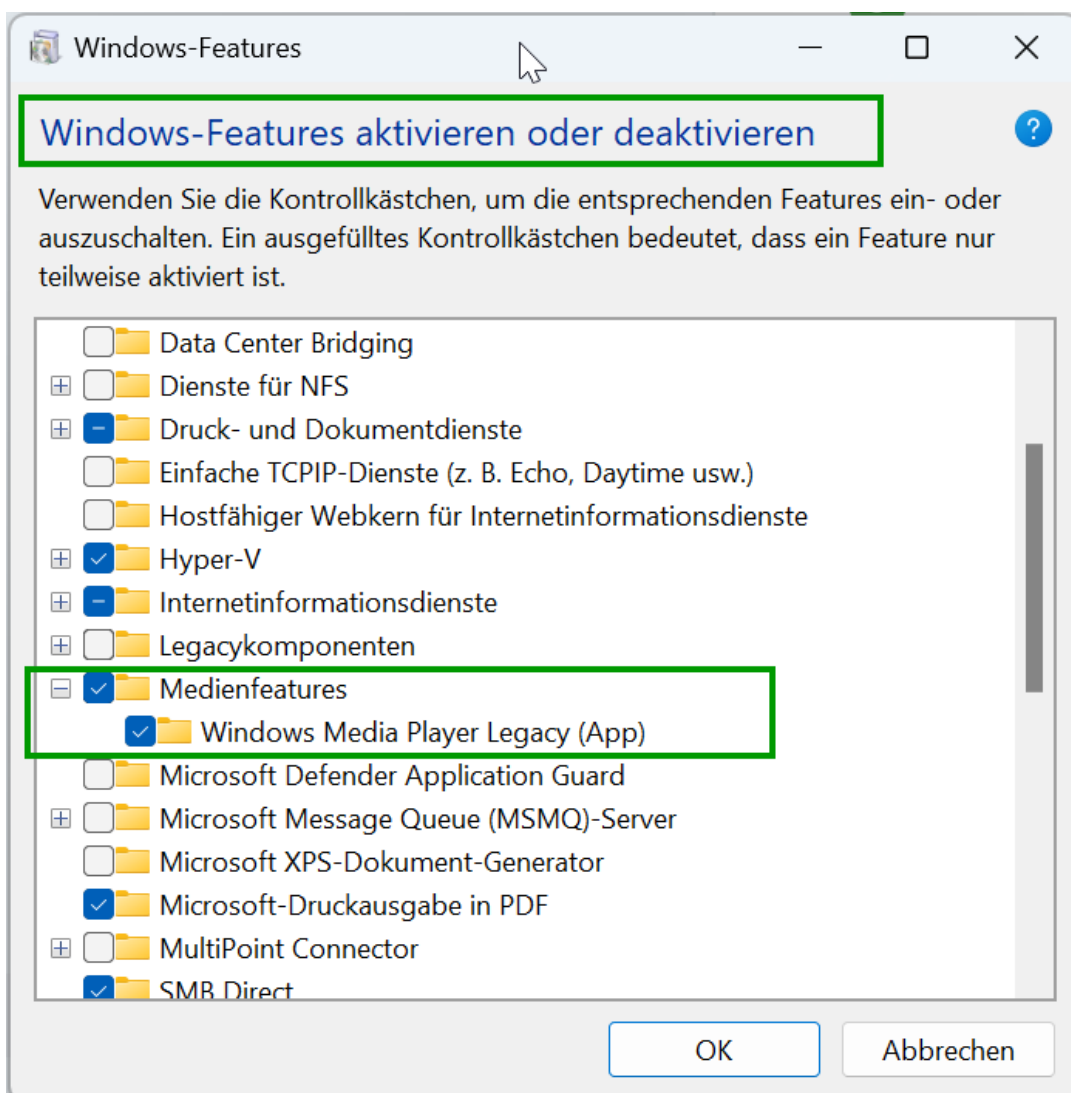 Windows-Features
Windows-Features aktivieren oder deaktivieren
?
Verwenden Sie die Kontrollkästchen, um die entsprechenden Features ein- oder
auszuschalten. Ein ausgefülltes Kontrollkästchen bedeutet, dass ein Feature nur
teilweise aktiviert ist.
Data Center Bridging
Dienste für NFS
Druck- und Dokumentdienste
Einfache TCPIP-Dienste (z. B. Echo, Daytime usw.)
Hostfähiger Webkern für Internetinformationsdienste
Hyper-V
Internetinformationsdienste
Legacykomponenten
Medienfeatures
Windows Media Player Legacy (App)
Microsoft Defender Application Guard
Microsoft Message Queue (MSMQ)-Server
Microsoft XPS-Dokument-Generator
Microsoft-Druckausgabe in PDF
MultiPoint Connector
SMB Direct
OK
Abbrechen